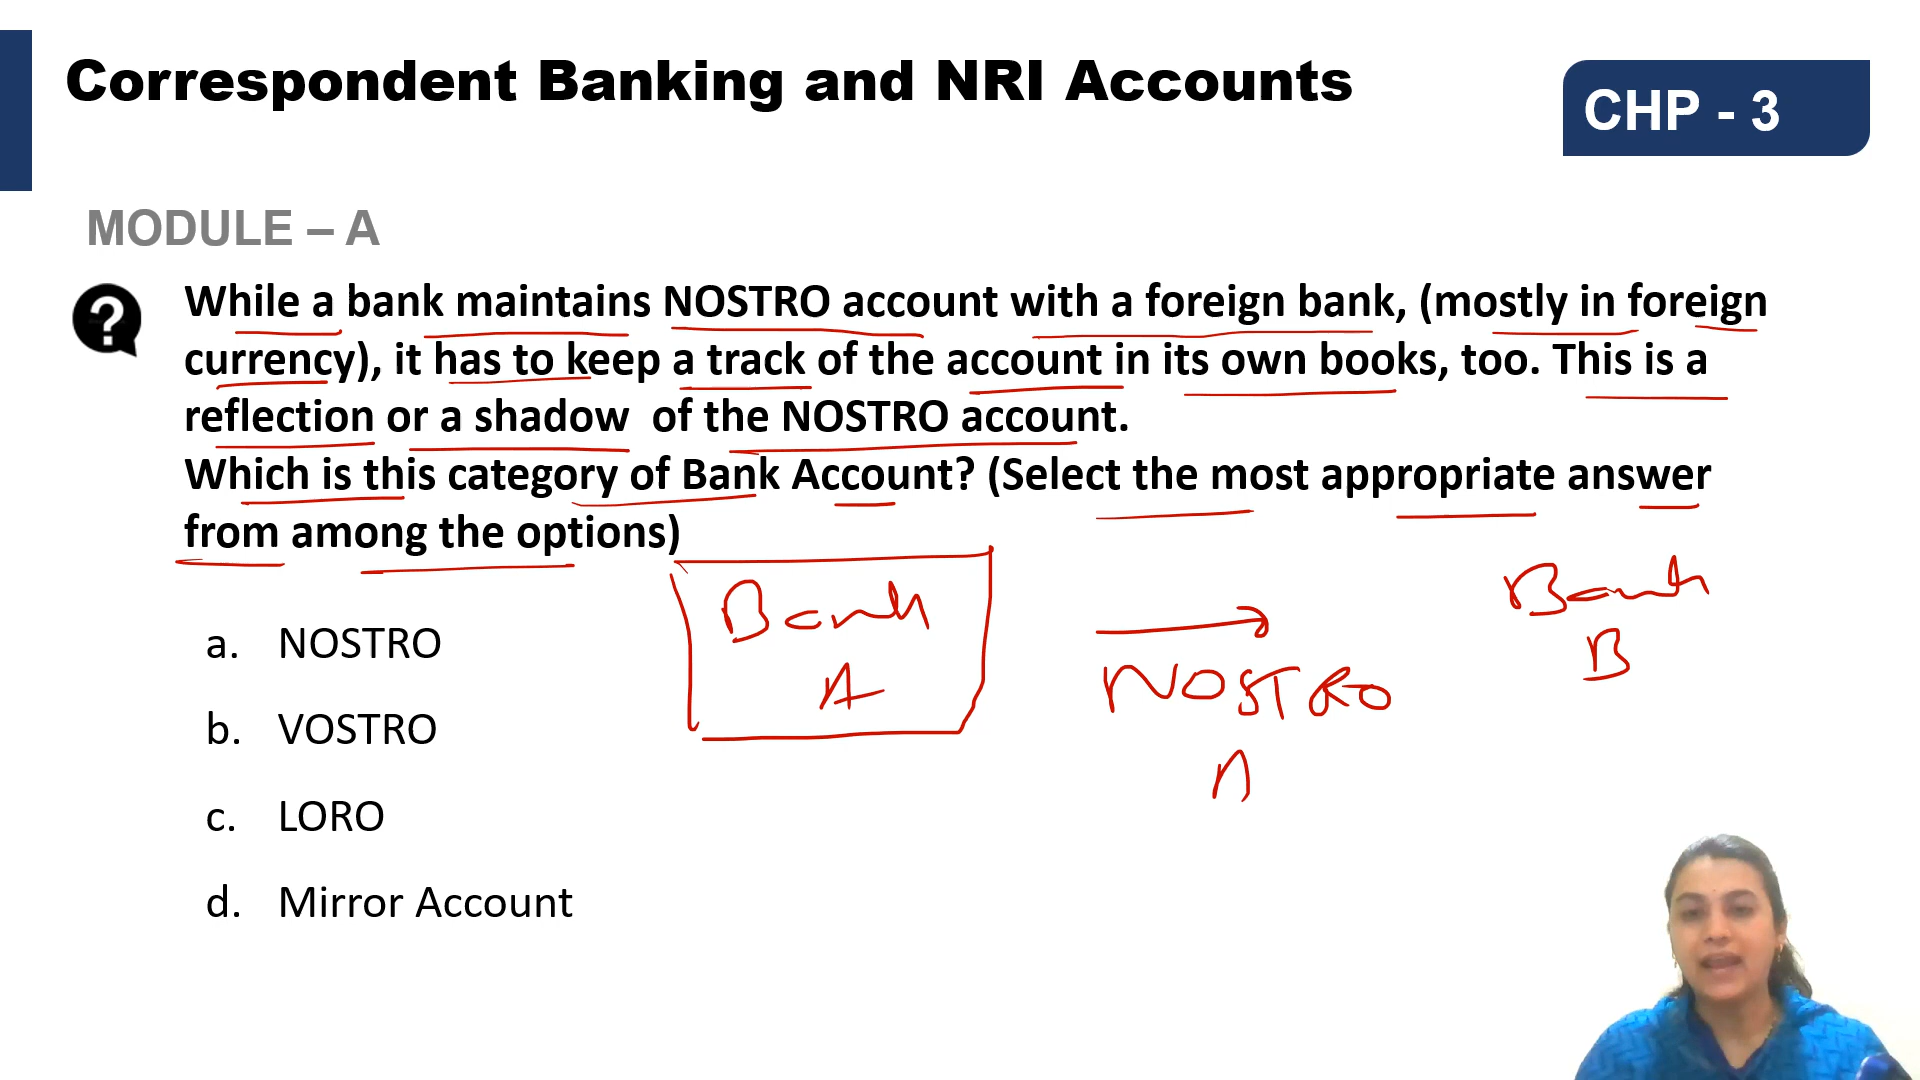 Correspondent Banking and NRI Accounts
CHP - 3
MODULE – A
While a bank maintains NOSTRO account with a foreign bank, (mostly in foreign
currency), it has to keep a track of the account in its own books, too. This is a
reflection or a shadow of the NOSTRO account.
Which is this category of Bank Account? (Select the most appropriate answer
from among the options)
a. NOSTRO
b. VOSTRO
c. LORO
d. Mirror Account
Bank
A
NOSTRO
Bank
B